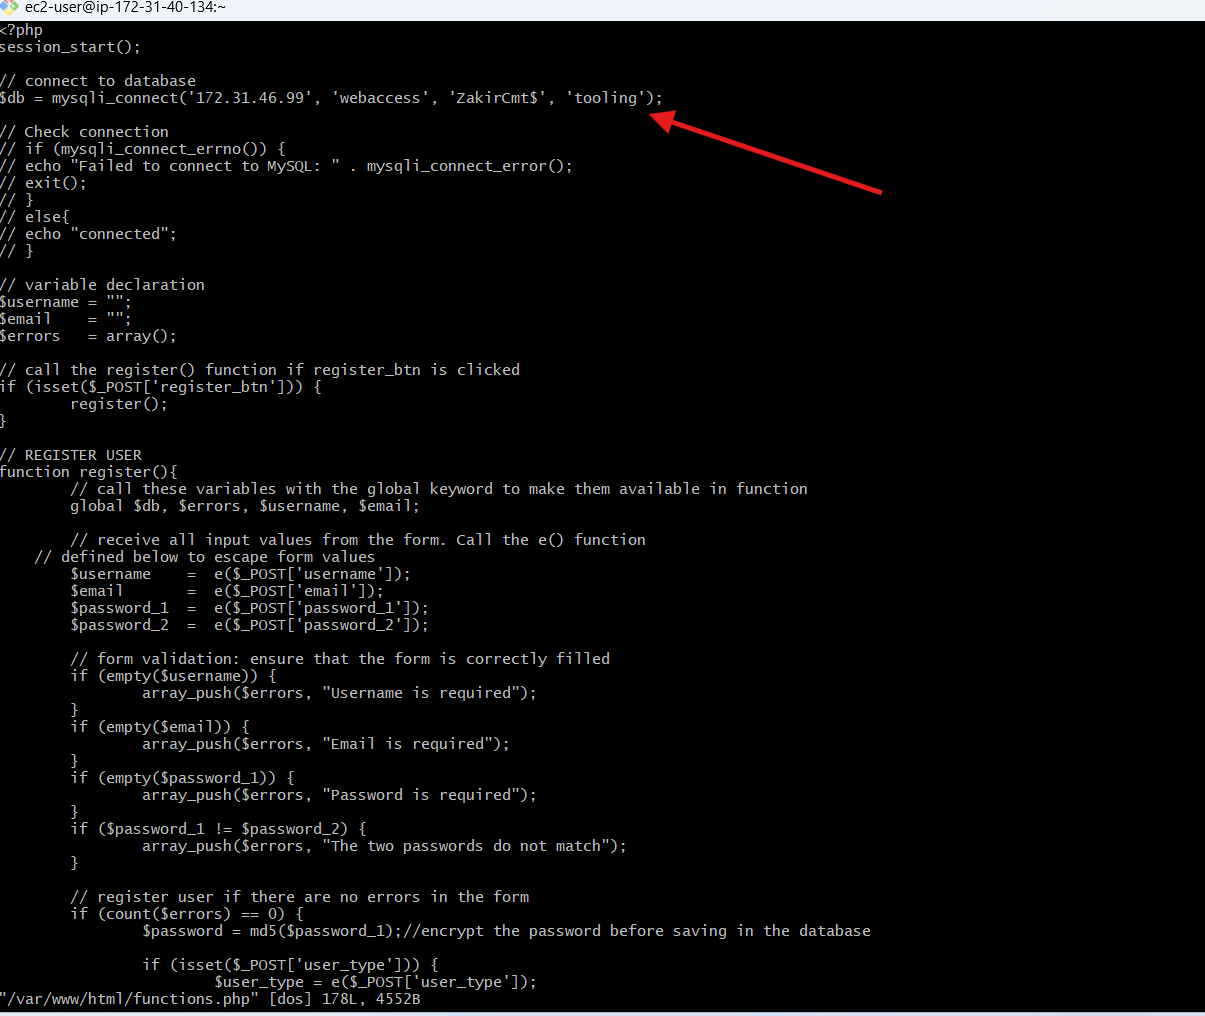 ec2-user@ip-172-31-40-134:~
<?php
session_start();
// connect to database
$db = mysqli_connect('172.31.46.99', 'webaccess', 'ZakirCmt$', 'tooling');
// Check connection
// if (mysqli_connect_errno()) {
// echo "Failed to connect to MySQL: " . mysqli_connect_error();
// exit();
// }
// else{
// echo "connected";
// }
// variable declaration
$username = "";
$email    = "";
$errors   = array();
// call the register() function if register_btn is clicked
if (isset($_POST['register_btn'])) {
        register();
}
// REGISTER USER
function register(){
        // call these variables with the global keyword to make them available in function
        global $db, $errors, $username, $email;
        // receive all input values from the form. Call the e() function
    // defined below to escape form values
        $username    =  e($_POST['username']);
        $email       =  e($_POST['email']);
        $password_1  =  e($_POST['password_1']);
        $password_2  =  e($_POST['password_2']);
        // form validation: ensure that the form is correctly filled
        if (empty($username)) {
                array_push($errors, "Username is required");
        }
        if (empty($email)) {
                array_push($errors, "Email is required");
        }
        if (empty($password_1)) {
                array_push($errors, "Password is required");
        }
        if ($password_1 != $password_2) {
                array_push($errors, "The two passwords do not match");
        }
        // register user if there are no errors in the form
        if (count($errors) == 0) {
                $password = md5($password_1);//encrypt the password before saving in the database
                if (isset($_POST['user_type'])) {
                        $user_type = e($_POST['user_type']);
"/var/www/html/functions.php" [dos] 178L, 4552B